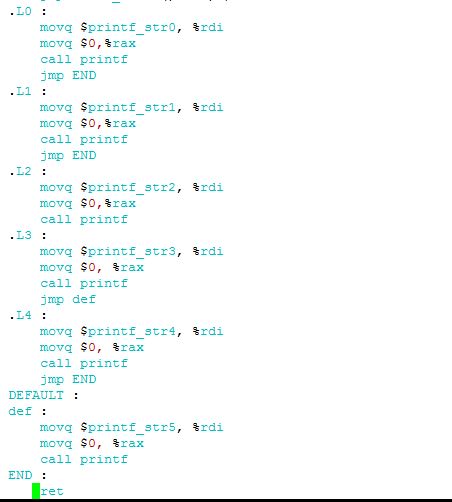 .L0 :
    movq $printf_str0, %rdi
    movq $0,%rax
    call printf
    jmp END
.L1 :
    movq $printf_str1, %rdi
    movq $0,%rax
    call printf
    jmp END
.L2 :
    movq $printf_str2, %rdi
    movq $0,%rax
    call printf
.L3 :
    movq $printf_str3, %rdi
    movq $0, %rax
    call printf
    jmp def
.L4 :
    movq $printf_str4, %rdi
    movq $0, %rax
    call printf
    jmp END
DEFAULT :
def :
    movq $printf_str5, %rdi
    movq $0, %rax
    call printf
END :
    ret